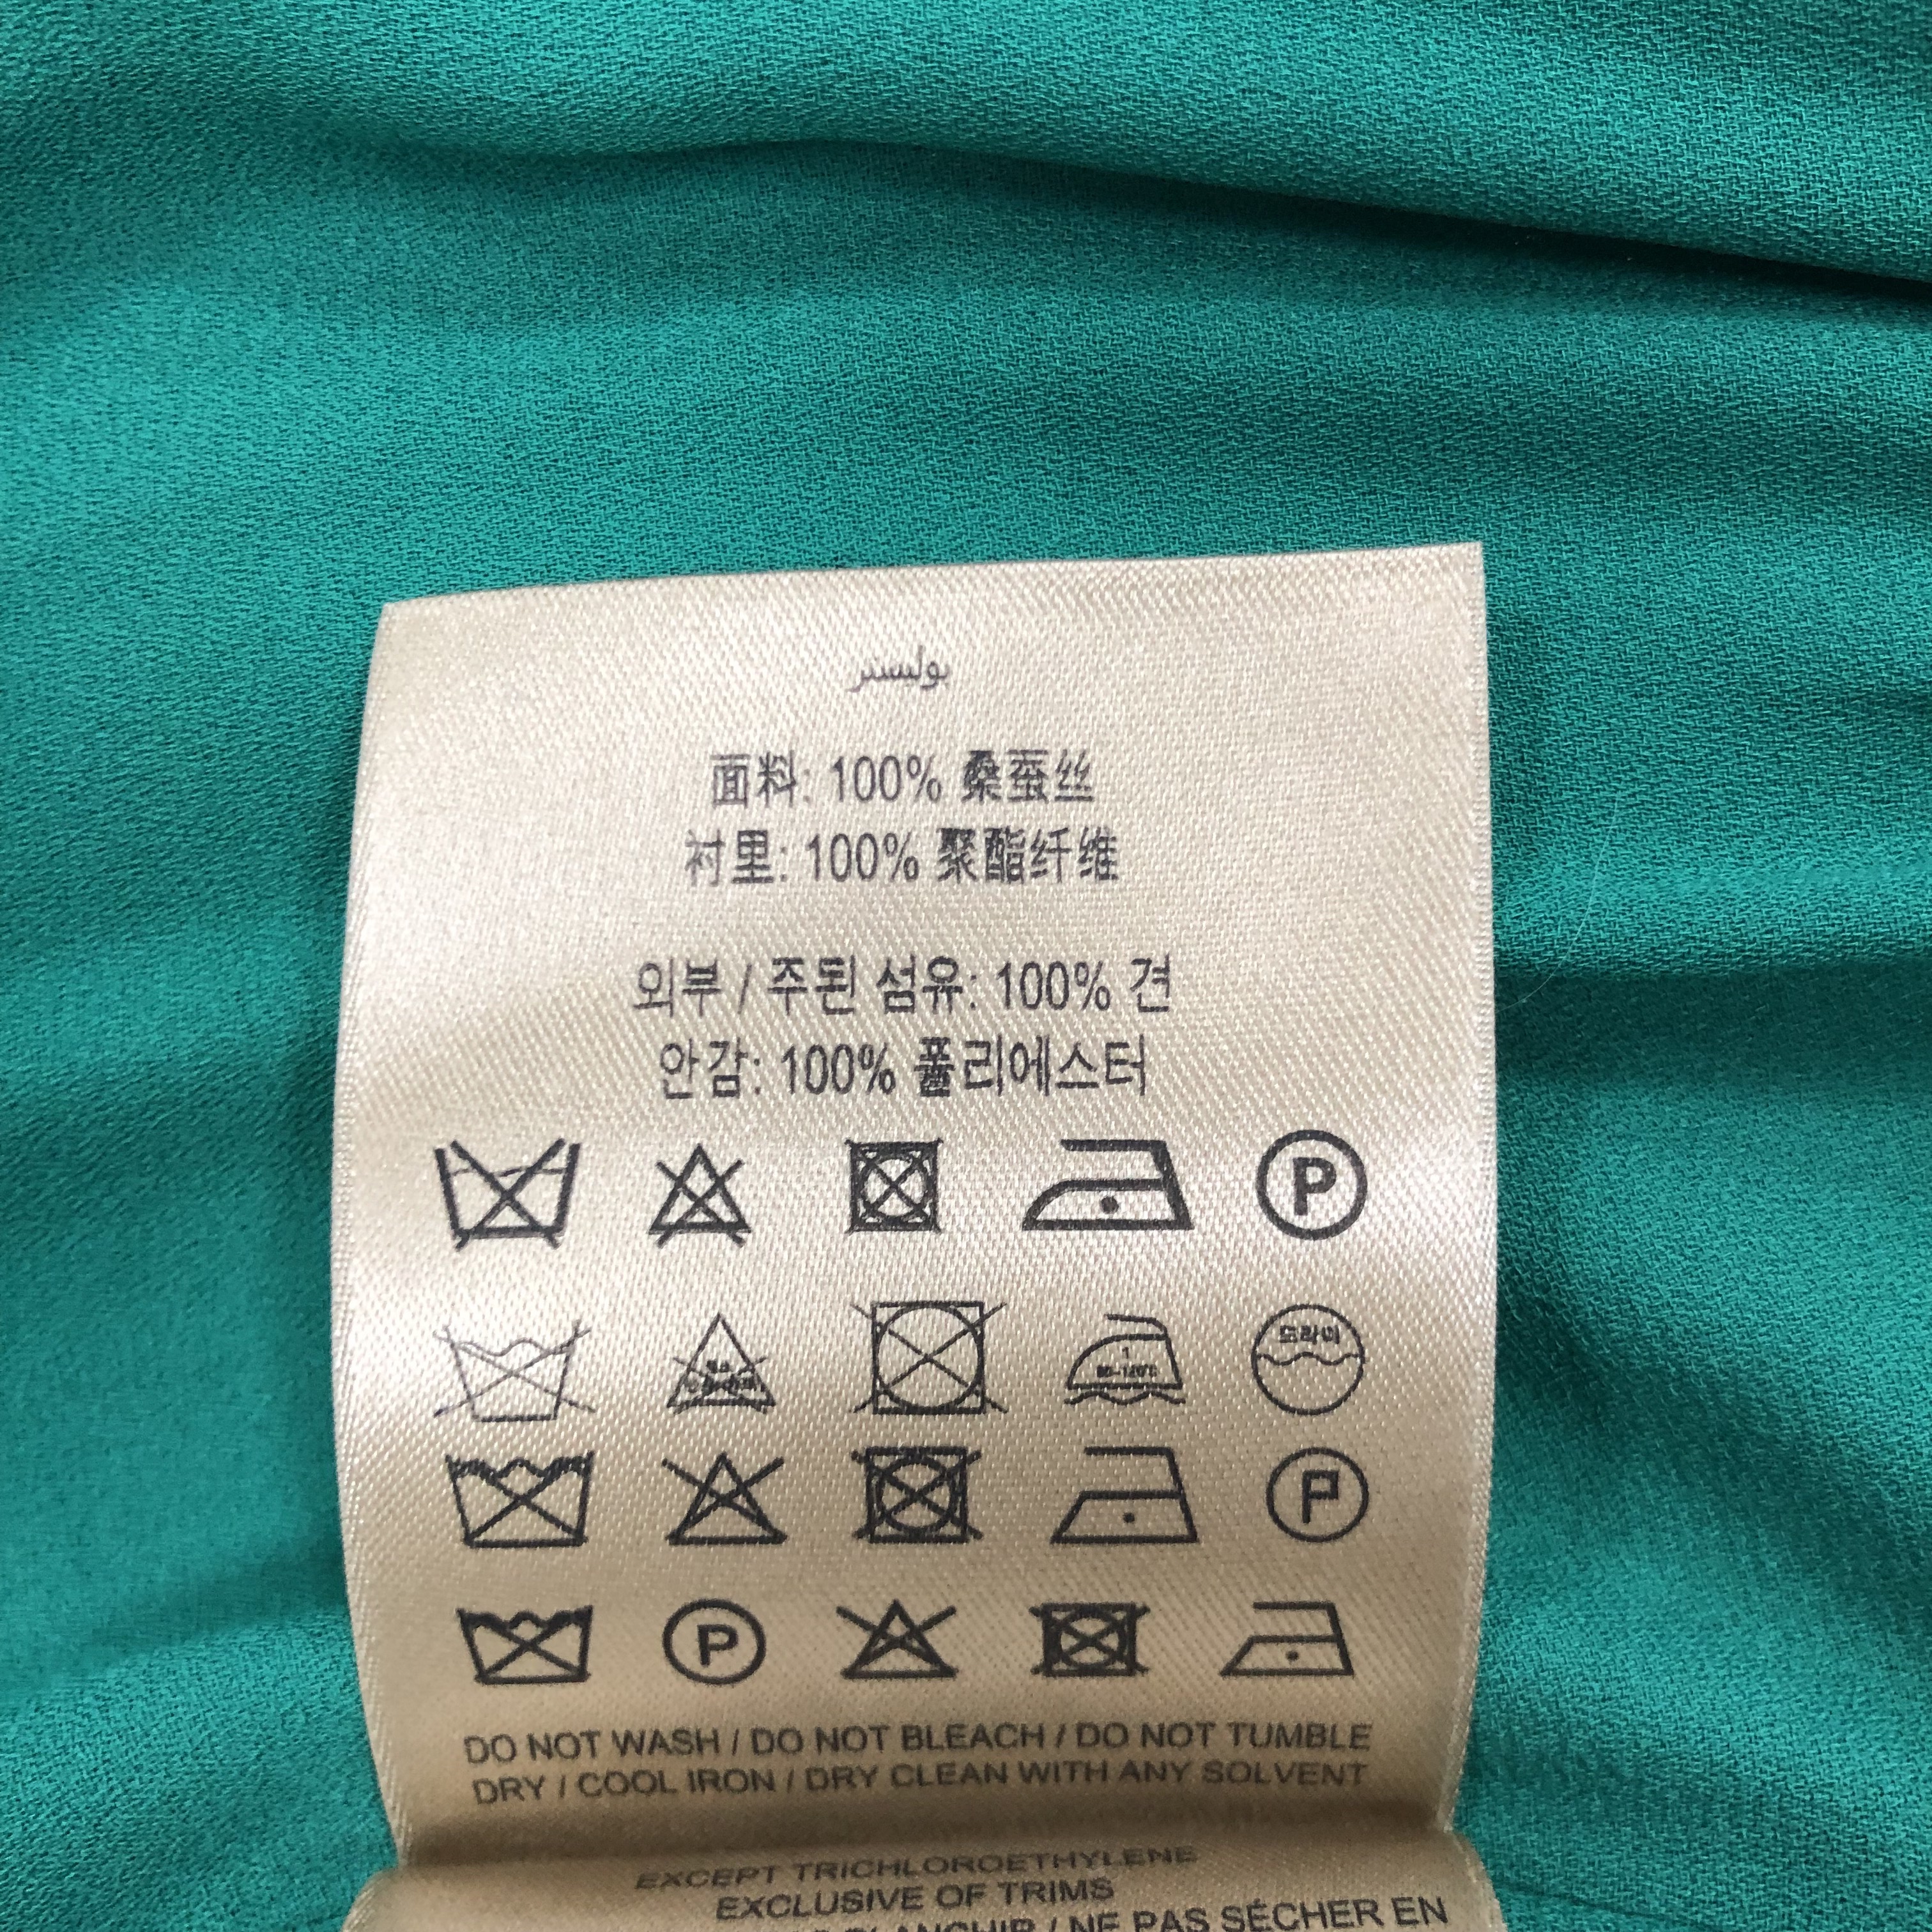 بوليستر
面料: 100% 桑蚕丝
衬里: 100% 聚酯纤维
외부 / 주된 섬유: 100% 견
안감: 100% 폴리에스터
P
드라이
P
P
DO NOT WASH / DO NOT BLEACH / DO NOT TUMBLE
DRY / COOL IRON / DRY CLEAN WITH ANY SOLVENT
EXCEPT TRICHLOROETHYLENE
EXCLUSIVE OF TRIMS
BLANCHIR / NE PAS SÉCHER EN